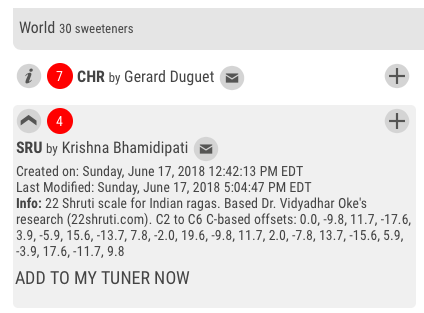 World 30 sweeteners
i 7 CHR by Gerard Duguet
4
SRU by Krishna Bhamidipati
Created on: Sunday, June 17, 2018 12:42:13 PM EDT
Last Modified: Sunday, June 17, 2018 5:04:47 PM EDT
Info: 22 Shruti scale for Indian ragas. Based Dr. Vidyadhar Oke's
research (22shruti.com). C2 to C6 C-based offsets: 0.0, -9.8, 11.7, -17.6,
3.9, -5.9, 15.6, -13.7, 7.8, -2.0, 19.6, -9.8, 11.7, 2.0, -7.8, 13.7, -15.6, 5.9,
-3.9, 17.6, -11.7, 9.8
ADD TO MY TUNER NOW